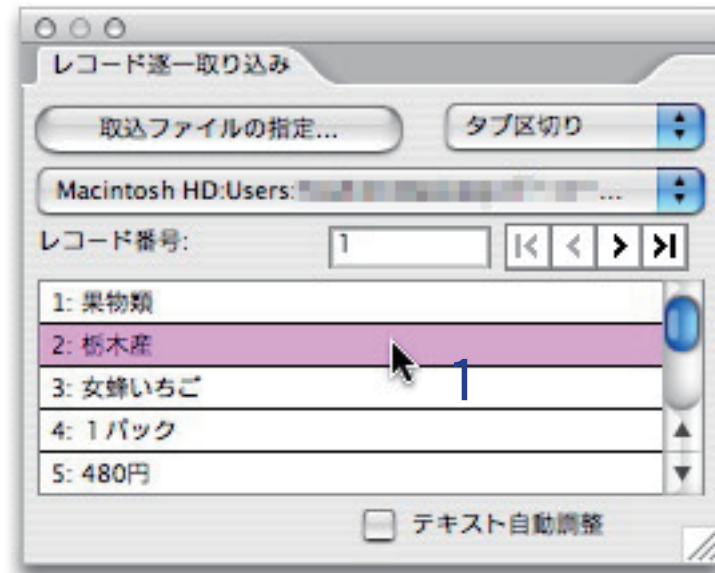 レコード逐一取り込み
取込ファイルの指定... タブ区切り
Macintosh HD:Users: ...
レコード番号: 1
1: 果物類
2: 栃木産
1
3: 女蜂いちご
4: 1パック
5: 480円
テキスト自動調整